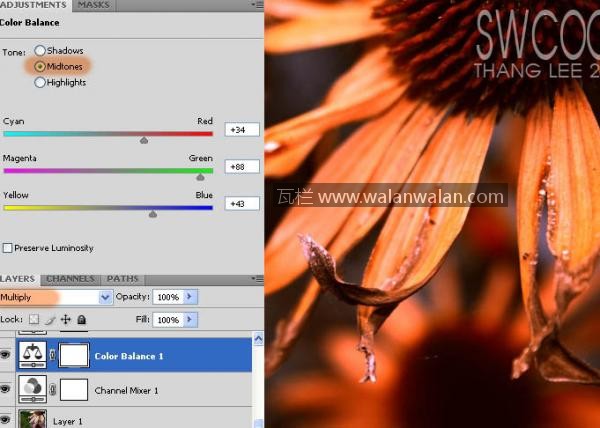 ADJUSTMENTS MASKS
Color Balance
Tone: Shadows
Midtones
Highlights
Cyan Red +34
Magenta Green +88
Yellow Blue +43
Preserve Luminosity
LAYERS CHANNELS PATHS
Multiply Opacity: 100%
Lock: Fill: 100%
Color Balance 1
Channel Mixer 1
Layer 1
SWCOO
THANG LEE 2
瓦栏 www.walanwalan.com